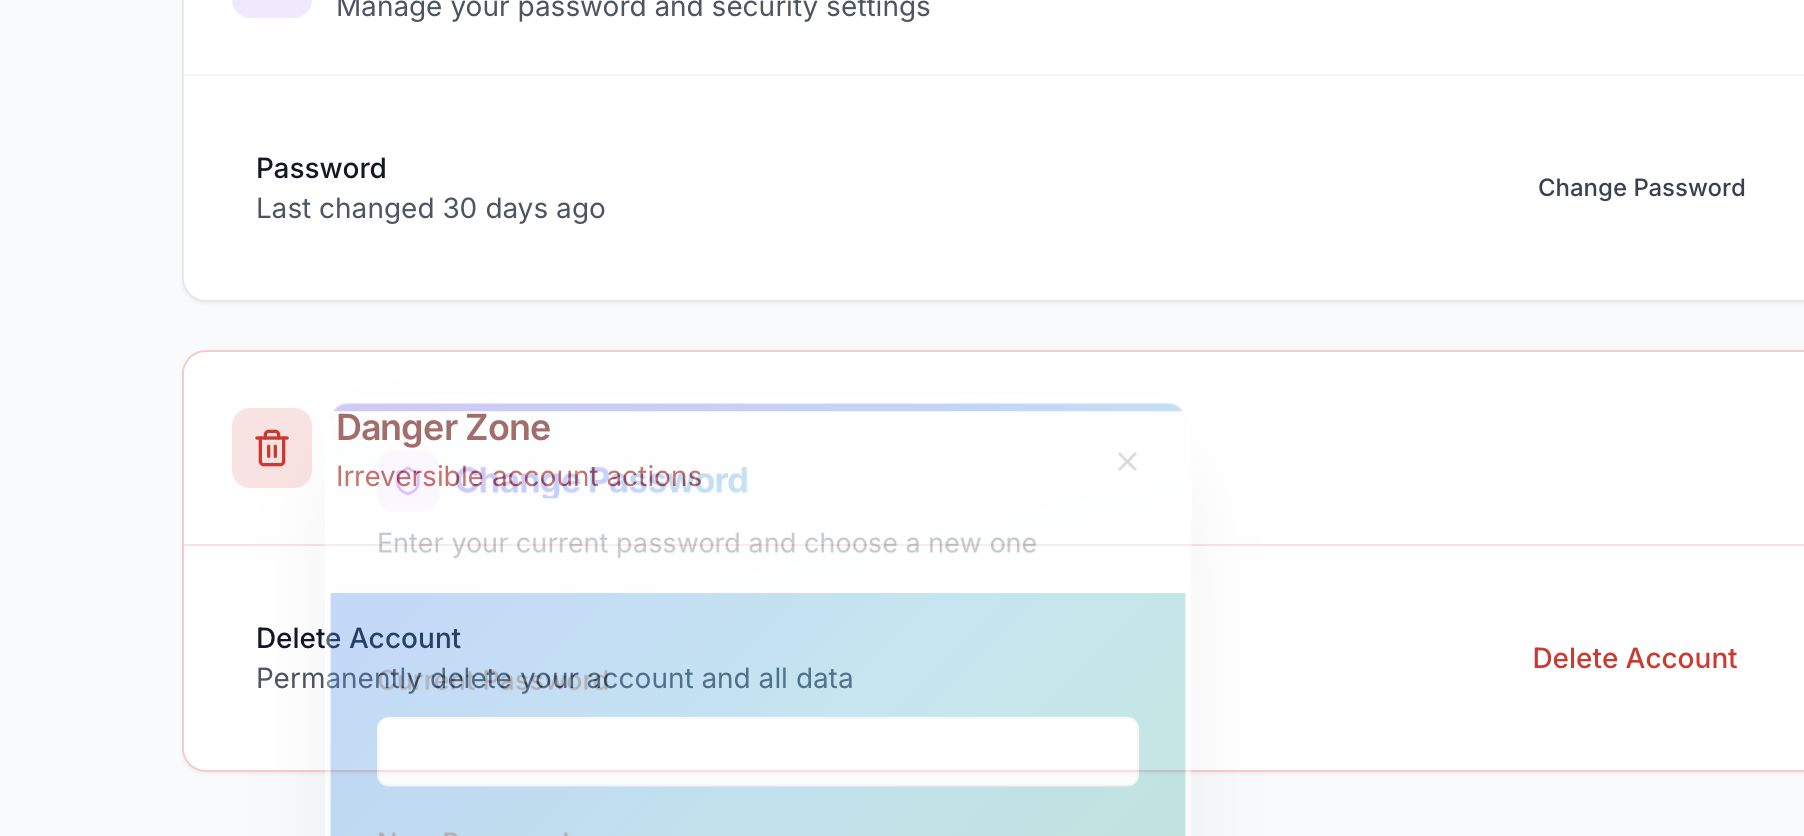 Manage your password and security settings
Password
Last changed 30 days ago
Change Password
Danger Zone
Irreversible account actions
Change Password
Enter your current password and choose a new one
Delete Account
Permanently delete your account and all data
Delete Account
Current Password